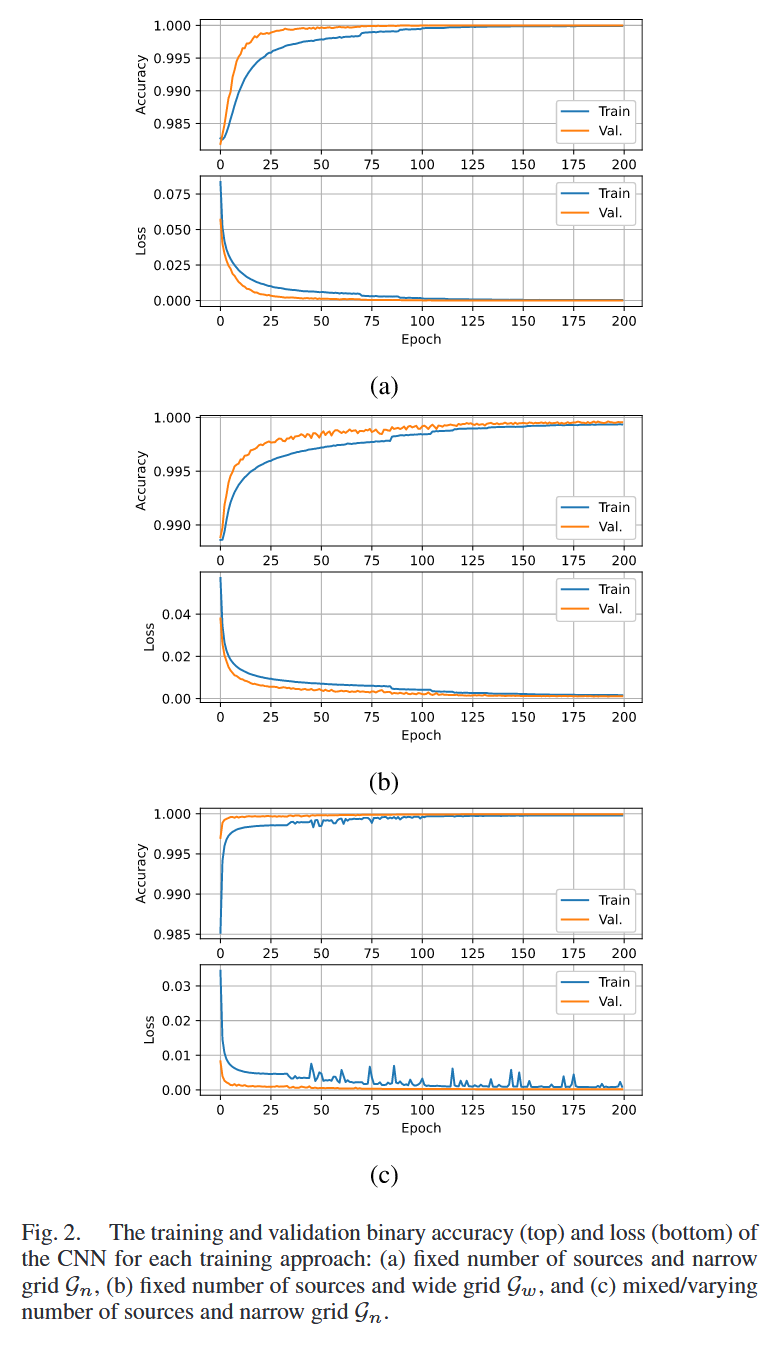 1.000
0.995
0.990
0.985
Accuracy
Train
Val.
0 25 50 75 100 125 150 175 200
0.075
0.050
0.025
0.000
Loss
Train
Val.
0 25 50 75 100 125 150 175 200
Epoch
(a)
1.000
0.995
0.990
Accuracy
Train
Val.
0 25 50 75 100 125 150 175 200
0.04
0.02
0.00
Loss
Train
Val.
0 25 50 75 100 125 150 175 200
Epoch
(b)
1.000
0.995
0.990
0.985
Accuracy
Train
Val.
0 25 50 75 100 125 150 175 200
0.03
0.02
0.01
0.00
Loss
Train
Val.
0 25 50 75 100 125 150 175 200
Epoch
(c)
Fig. 2. The training and validation binary accuracy (top) and loss (bottom) of
the CNN for each training approach: (a) fixed number of sources and narrow
grid 𝒢ₙ, (b) fixed number of sources and wide grid 𝒢_w, and (c) mixed/varying
number of sources and narrow grid 𝒢ₙ.